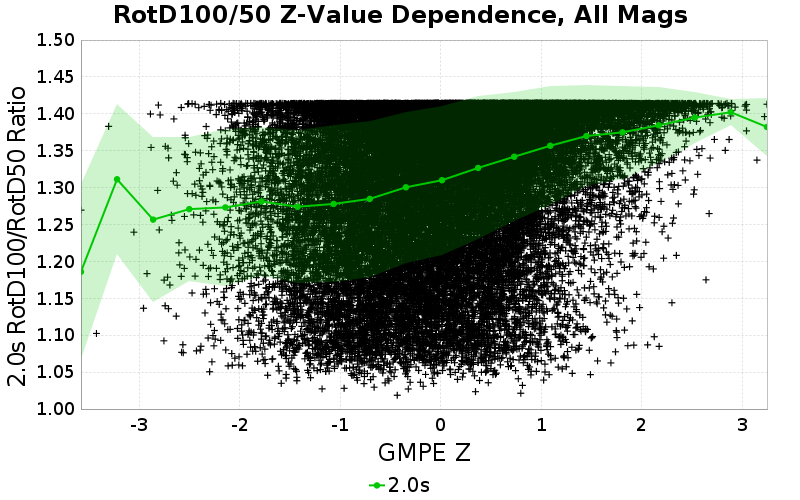 RotD100/50 Z-Value Dependence, All Mags
2.0s RotD100/RotD50 Ratio
1.50
1.45
1.40
1.35
1.30
1.25
1.20
1.15
1.10
1.05
1.00
-3 -2 -1 0 1 2 3
GMPE Z
2.0s